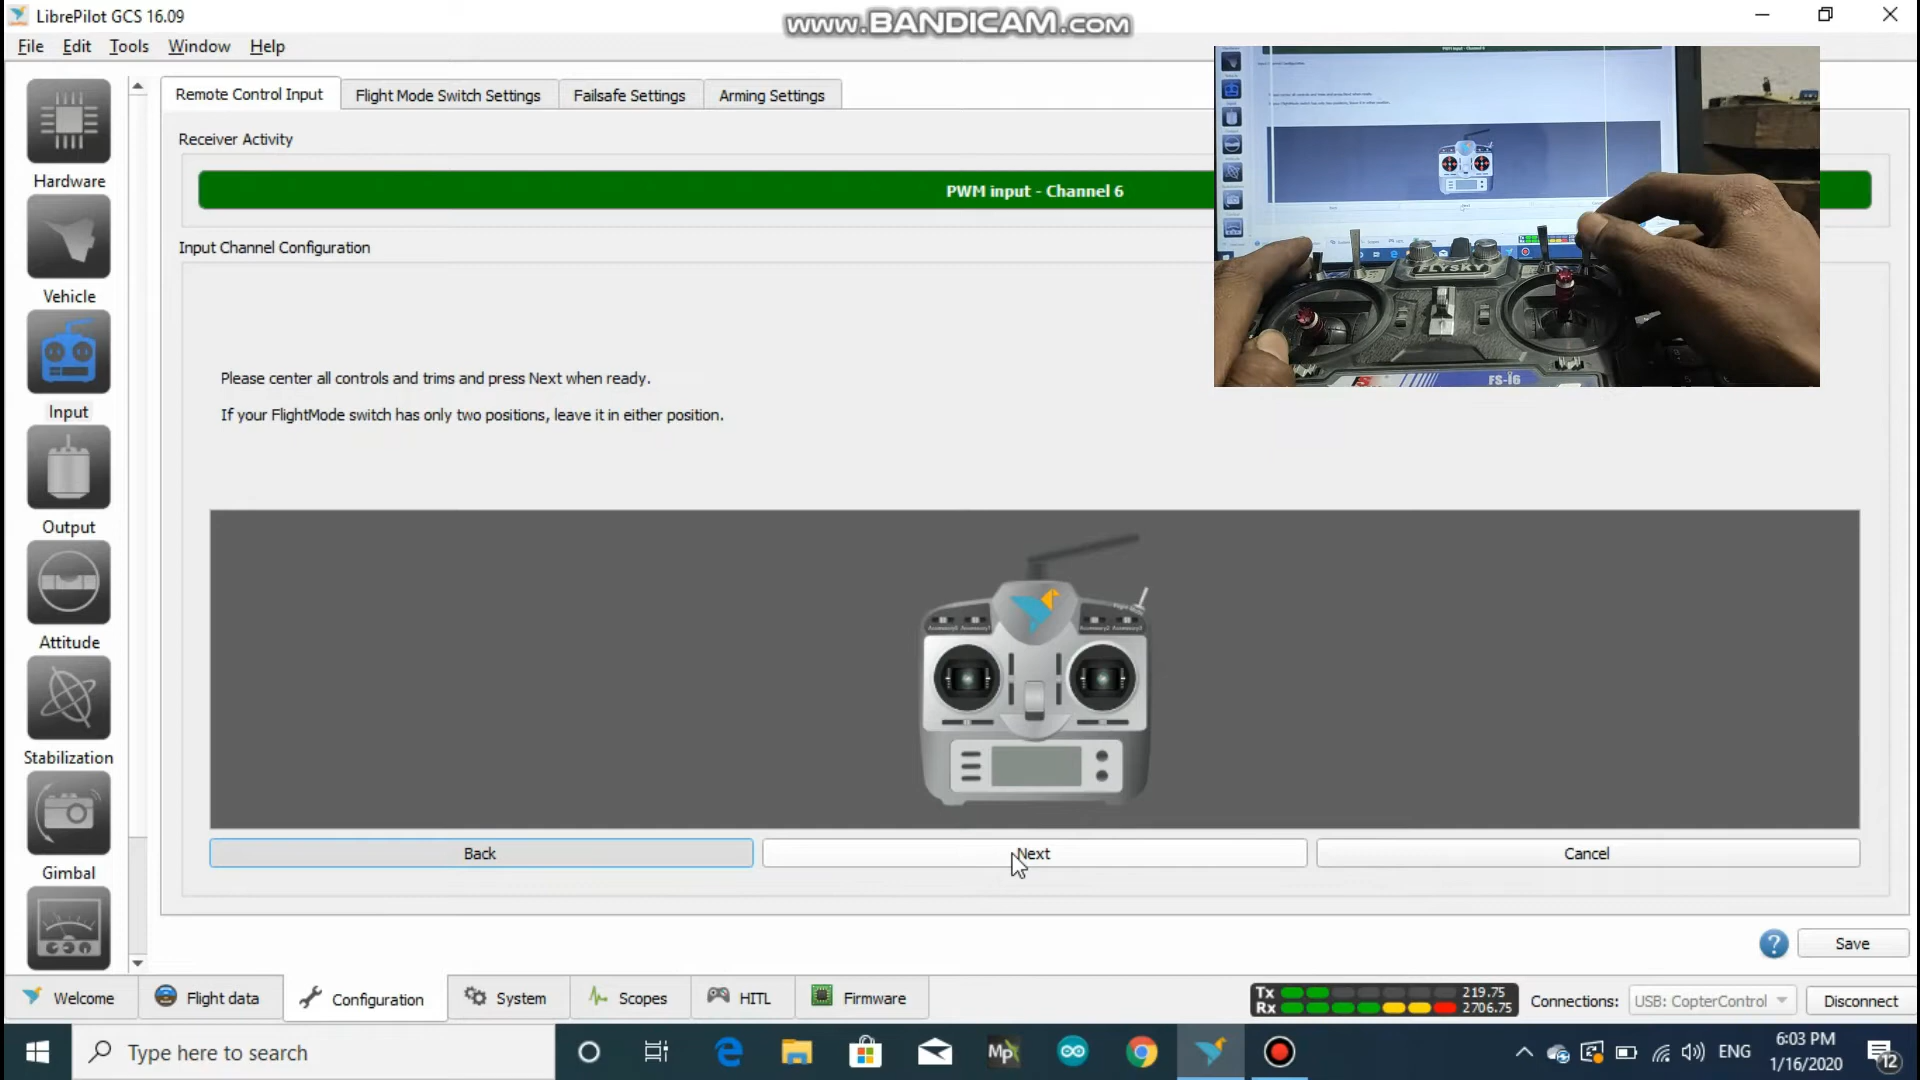 LibrePilot GCS 16.09
www.BANDICAM.com
File Edit Tools Window Help
Remote Control Input Flight Mode Switch Settings Failsafe Settings Arming Settings
Receiver Activity
PWM input - Channel 6
Input Channel Configuration
Please center all controls and trims and press Next when ready.
If your FlightMode switch has only two positions, leave it in either position.
Hardware
Vehicle
Input
Output
Attitude
Stabilization
Gimbal
FLYSKY
FS-i6
Back Next Cancel
? Save
Welcome Flight data Configuration System Scopes HITL Firmware
Tx 219.75
Rx 2706.75
Connections: USB: CopterControl Disconnect
Type here to search
Mp
ENG
6:03 PM
1/16/2020
12